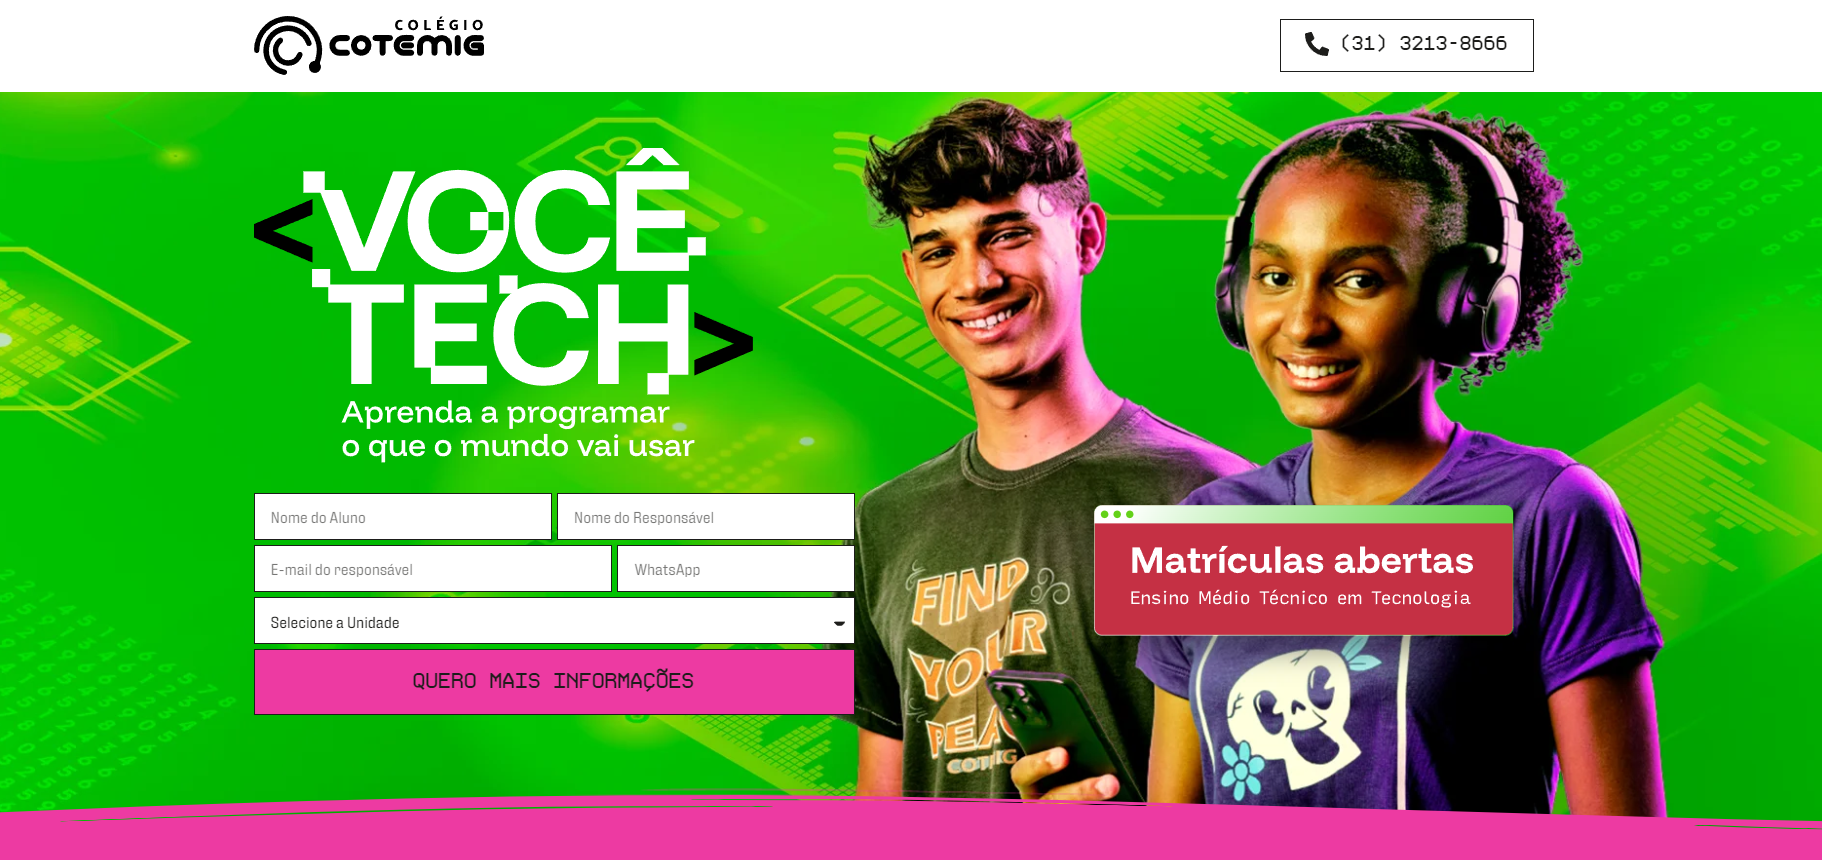 COLÉGIO
COTEMIG
(31) 3213-8666
<VOCÊ
TECH>
Aprenda a programar
o que o mundo vai usar
Nome do Aluno
Nome do Responsável
E-mail do responsável
WhatsApp
Selecione a Unidade
QUERO MAIS INFORMAÇÕES
FIND
YOUR
PEA
COTMIG
Matrículas abertas
Ensino Médio Técnico em Tecnologia